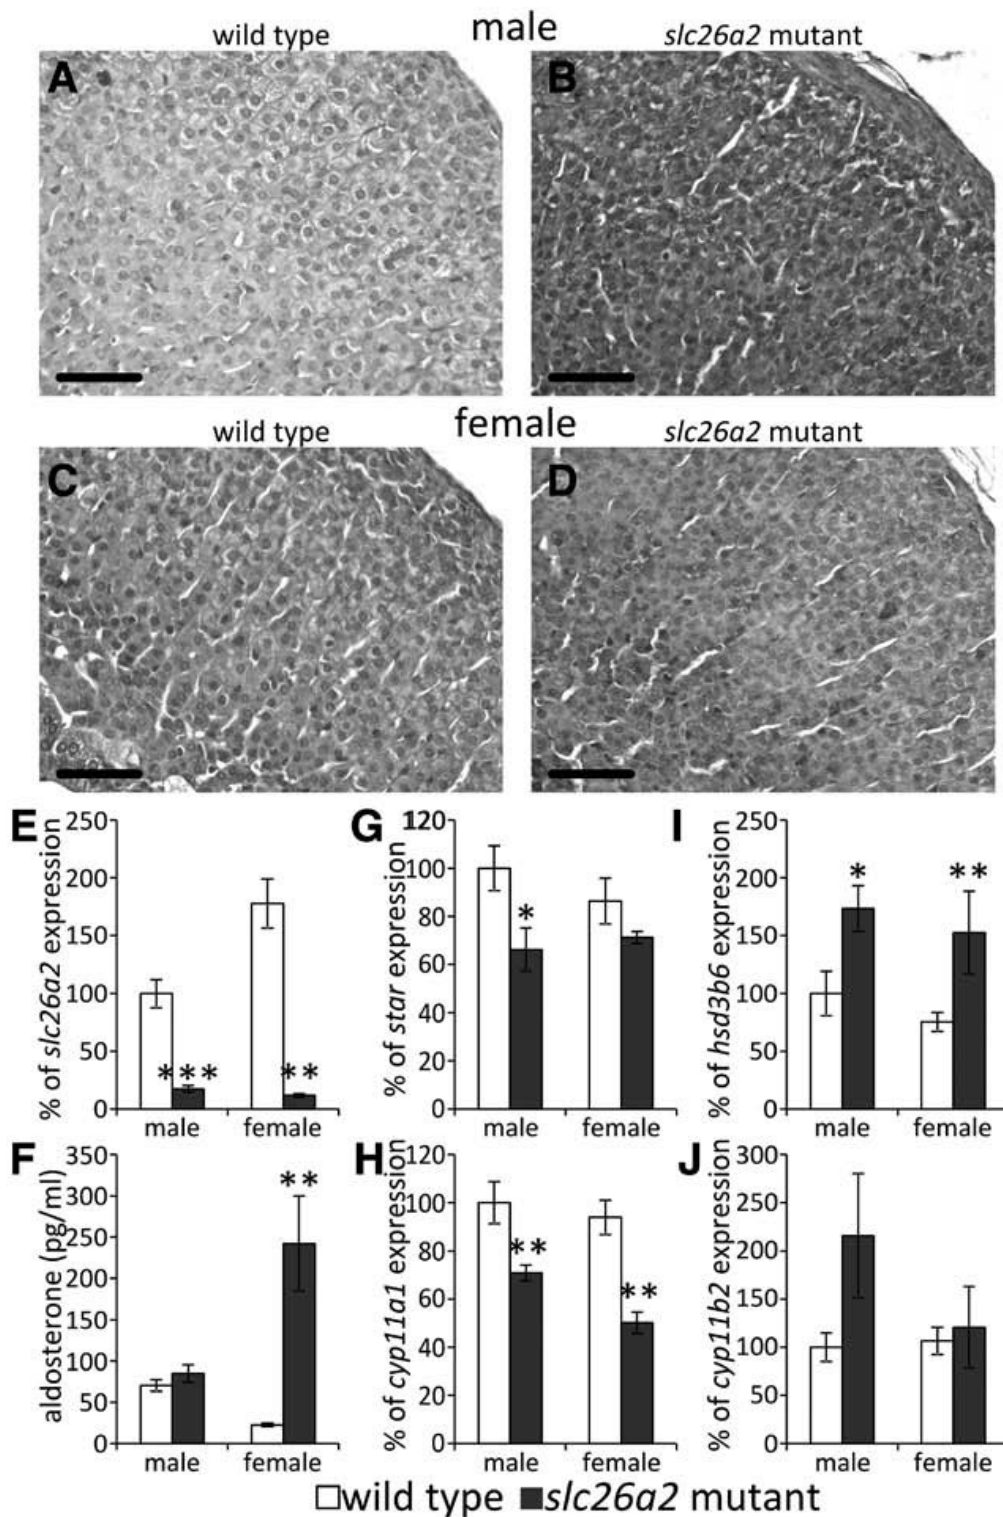 male
wild type slc26a2 mutant
A B
female
wild type slc26a2 mutant
C D
E
% of slc26a2 expression
250
200
150
100
50
0
*** **
male female
G
% of star expression
120
100
80
60
40
20
0
*
male female
I
% of hsd3b6 expression
250
200
150
100
50
0
* **
male female
F
aldosterone (pg/ml)
350
300
250
200
150
100
50
0
**
male female
H
% of cyp11a1 expression
120
100
80
60
40
20
0
** **
male female
J
% of cyp11b2 expression
300
250
200
150
100
50
0
male female
wild type slc26a2 mutant